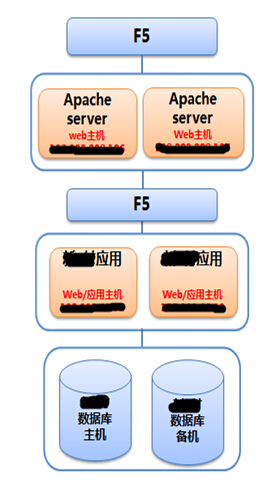 F5
Apache server
web主机
Apache server
Web主机
F5
应用
Web/应用主机
应用
Web/应用主机
数据库
主机
数据库
备机